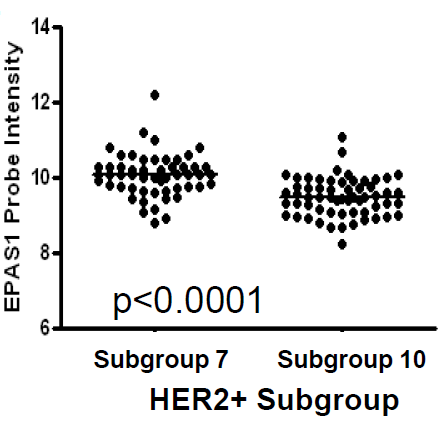 EPAS1 Probe Intensity
14
12
10
8
6
p<0.0001
Subgroup 7 Subgroup 10
HER2+ Subgroup